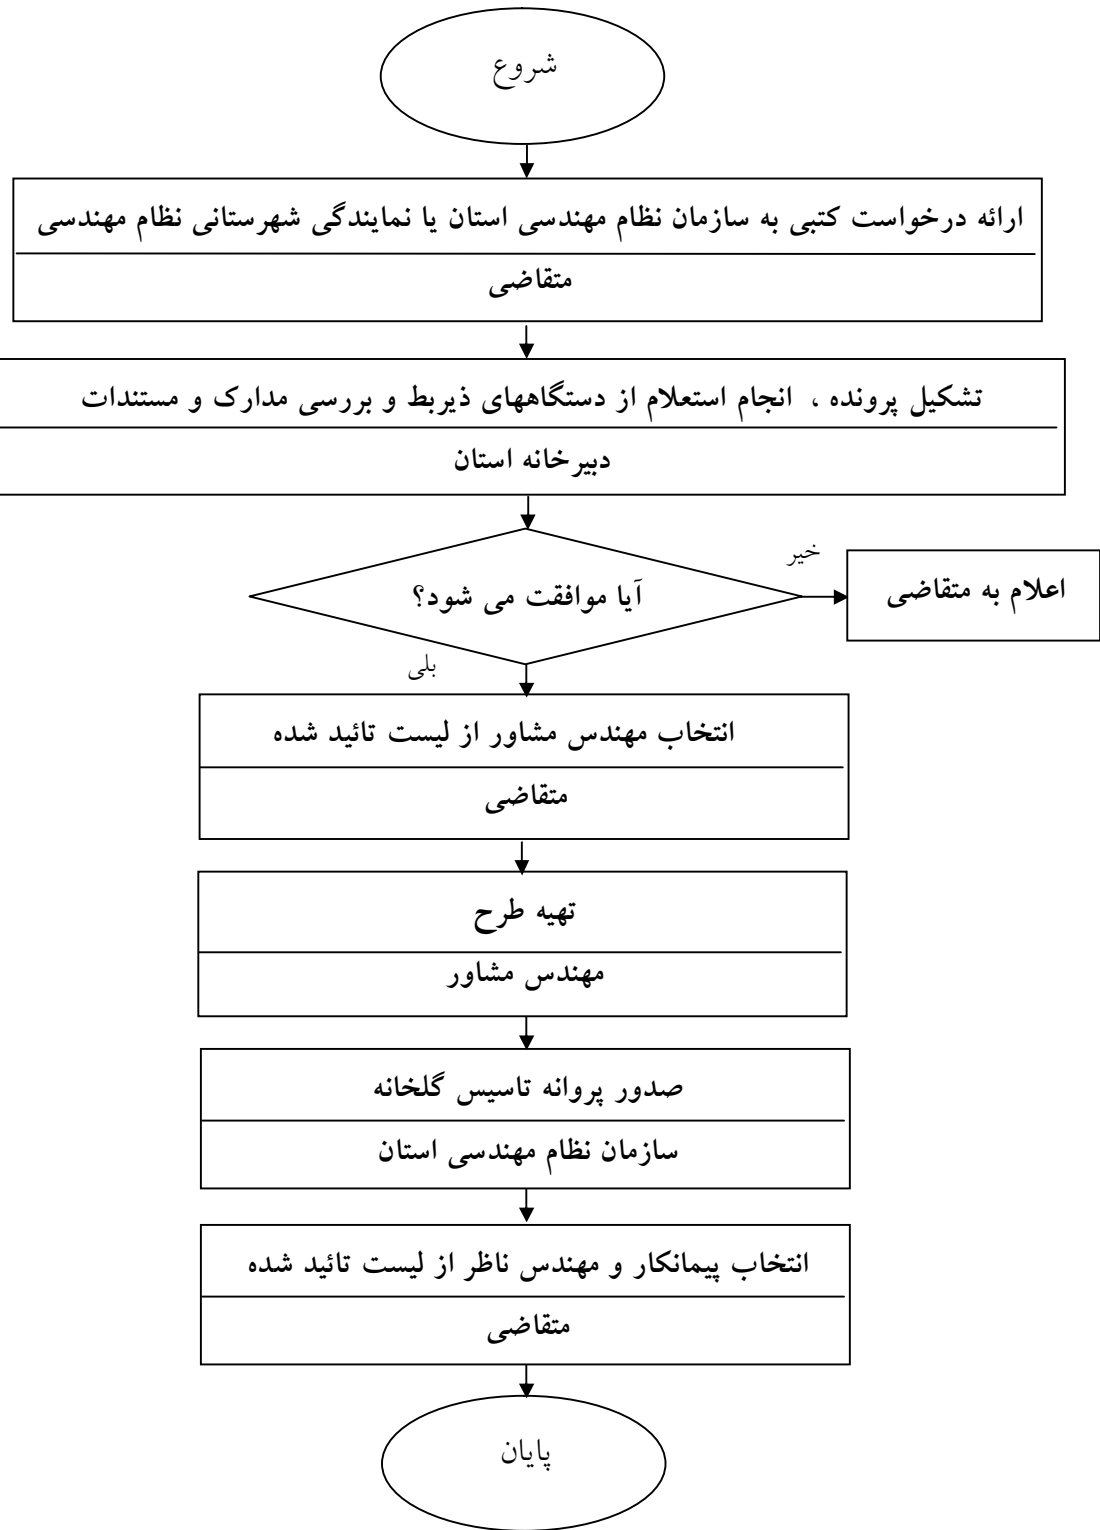 شروع
ارائه درخواست کتبی به سازمان نظام مهندسی استان یا نمایندگی شهرستانی نظام مهندسی
متقاضی
تشکیل پرونده ، انجام استعلام از دستگاههای ذیربط و بررسی مدارک و مستندات
دبیرخانه استان
آیا موافقت می شود؟
خیر
اعلام به متقاضی
بلی
انتخاب مهندس مشاور از لیست تائید شده
متقاضی
تهیه طرح
مهندس مشاور
صدور پروانه تاسیس گلخانه
سازمان نظام مهندسی استان
انتخاب پیمانکار و مهندس ناظر از لیست تائید شده
متقاضی
پایان